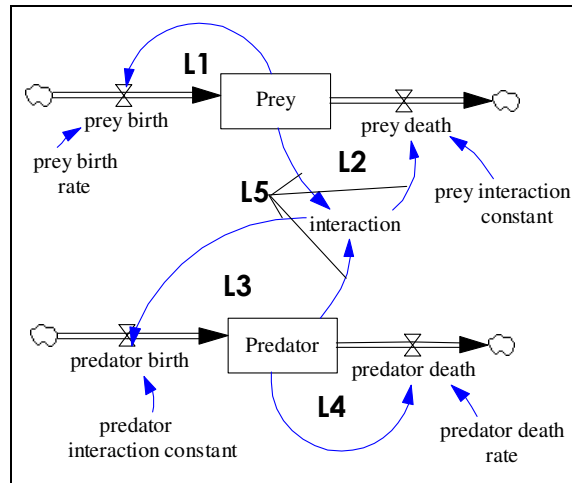 L1
Prey
prey birth
prey death
prey birth
rate
L2
prey interaction
constant
L5
interaction
L3
Predator
predator birth
predator death
L4
predator
interaction constant
predator death
rate